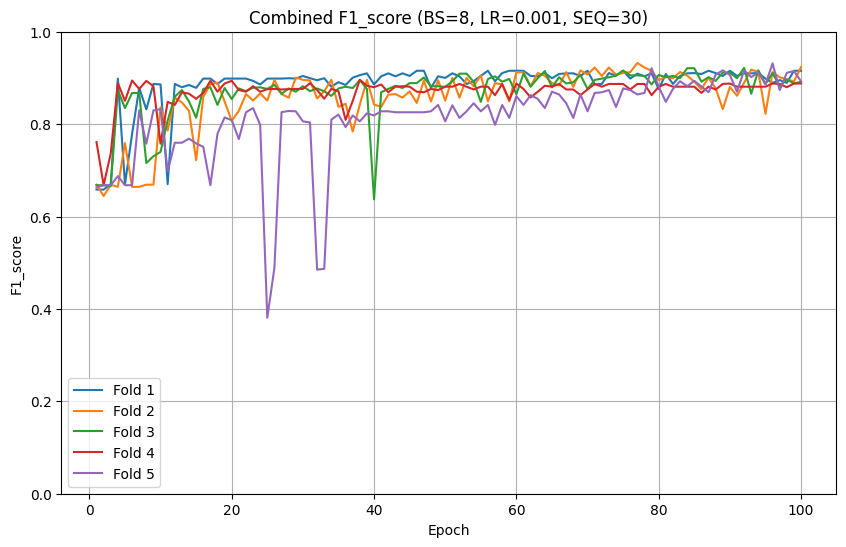 Combined F1_score (BS=8, LR=0.001, SEQ=30)
1.0
0.8
0.6
0.4
0.2
0.0
F1_score
Fold 1
Fold 2
Fold 3
Fold 4
Fold 5
0 20 40 60 80 100
Epoch